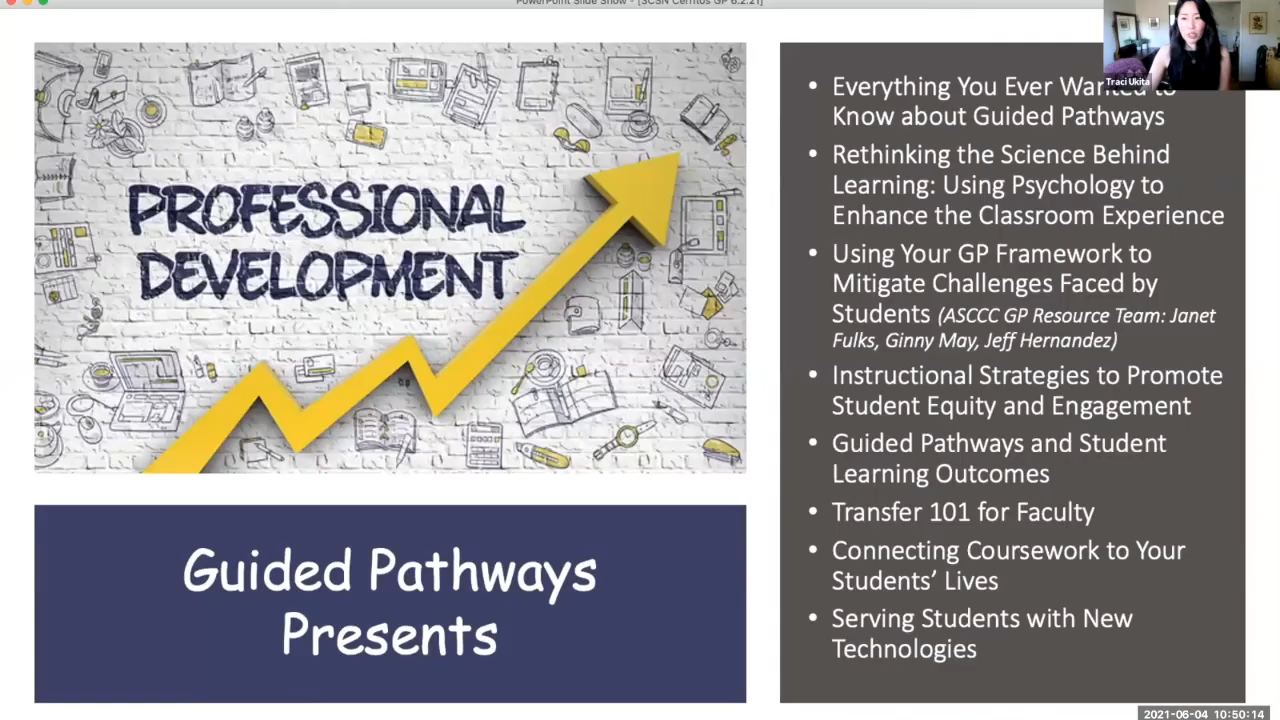 PowerPoint Slide Show - [SCSN Cerritos GP 6.2.21]
Traci Ukita
PROFESSIONAL
DEVELOPMENT
Guided Pathways
Presents
• Everything You Ever Wanted to
Know about Guided Pathways
• Rethinking the Science Behind
Learning: Using Psychology to
Enhance the Classroom Experience
• Using Your GP Framework to
Mitigate Challenges Faced by
Students (ASCCC GP Resource Team: Janet
Fulks, Ginny May, Jeff Hernandez)
• Instructional Strategies to Promote
Student Equity and Engagement
• Guided Pathways and Student
Learning Outcomes
• Transfer 101 for Faculty
• Connecting Coursework to Your
Students’ Lives
• Serving Students with New
Technologies
2021-06-04 10:50:14